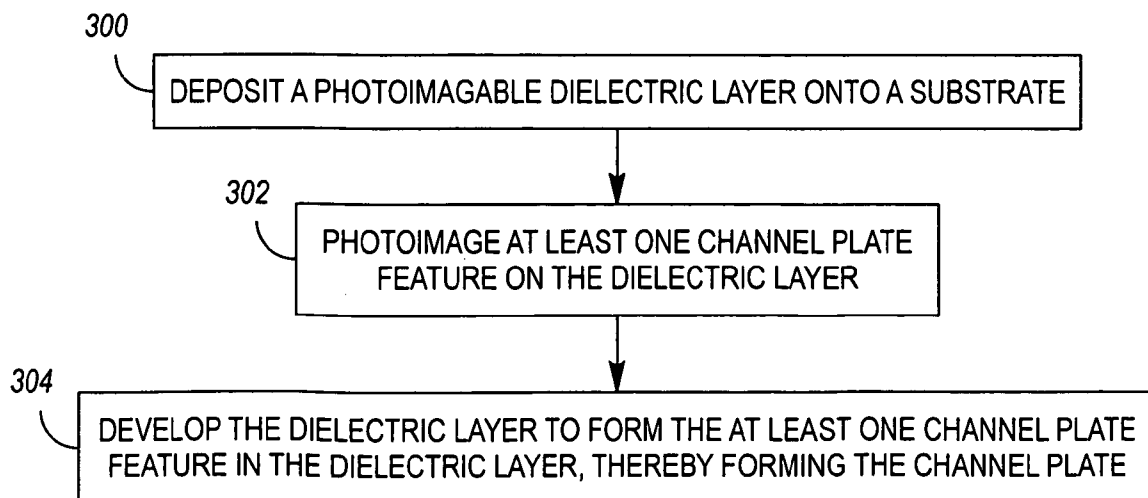 300
DEPOSIT A PHOTOIMAGABLE DIELECTRIC LAYER ONTO A SUBSTRATE
302
PHOTOIMAGE AT LEAST ONE CHANNEL PLATE
FEATURE ON THE DIELECTRIC LAYER
304
DEVELOP THE DIELECTRIC LAYER TO FORM THE AT LEAST ONE CHANNEL PLATE
FEATURE IN THE DIELECTRIC LAYER, THEREBY FORMING THE CHANNEL PLATE